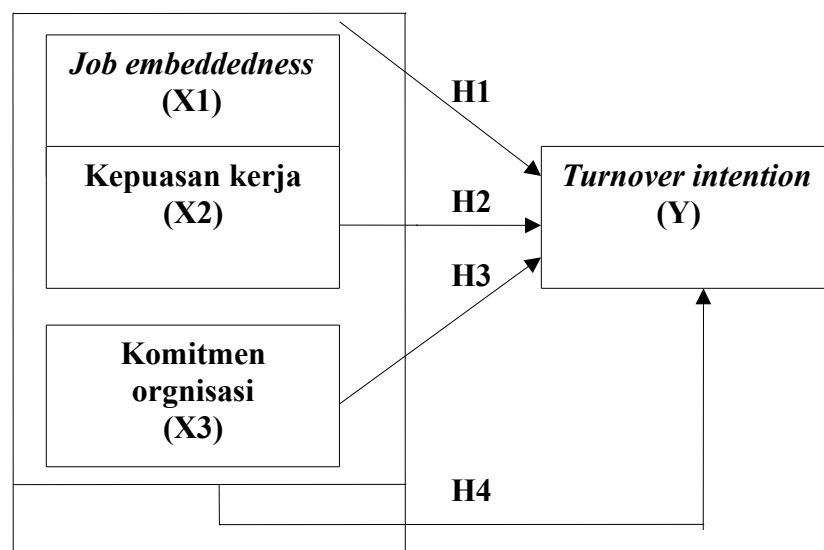 Job embeddedness
(X1)
H1
Kepuasan kerja
(X2)
H2
Turnover intention
(Y)
H3
Komitmen
orgnisasi
(X3)
H4